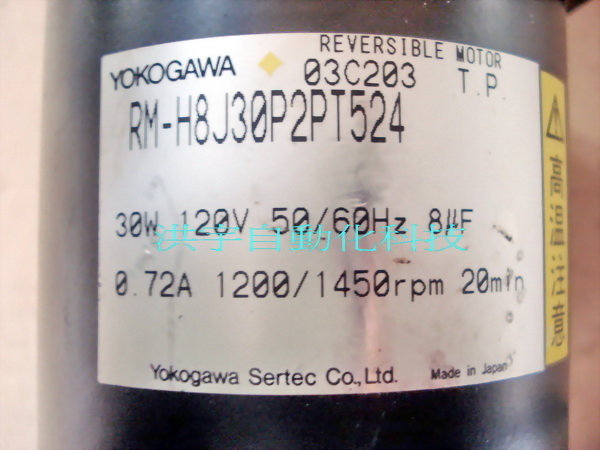 REVERSIBLE MOTOR
YOKOGAWA 03C203 T.P.
RM-H8J30P2PT524
30W 120V 50/60Hz 8μF
洪宇自動化科技
0.72A 1200/1450rpm 20min
Yokogawa Sertec Co.,Ltd. Made in Japan